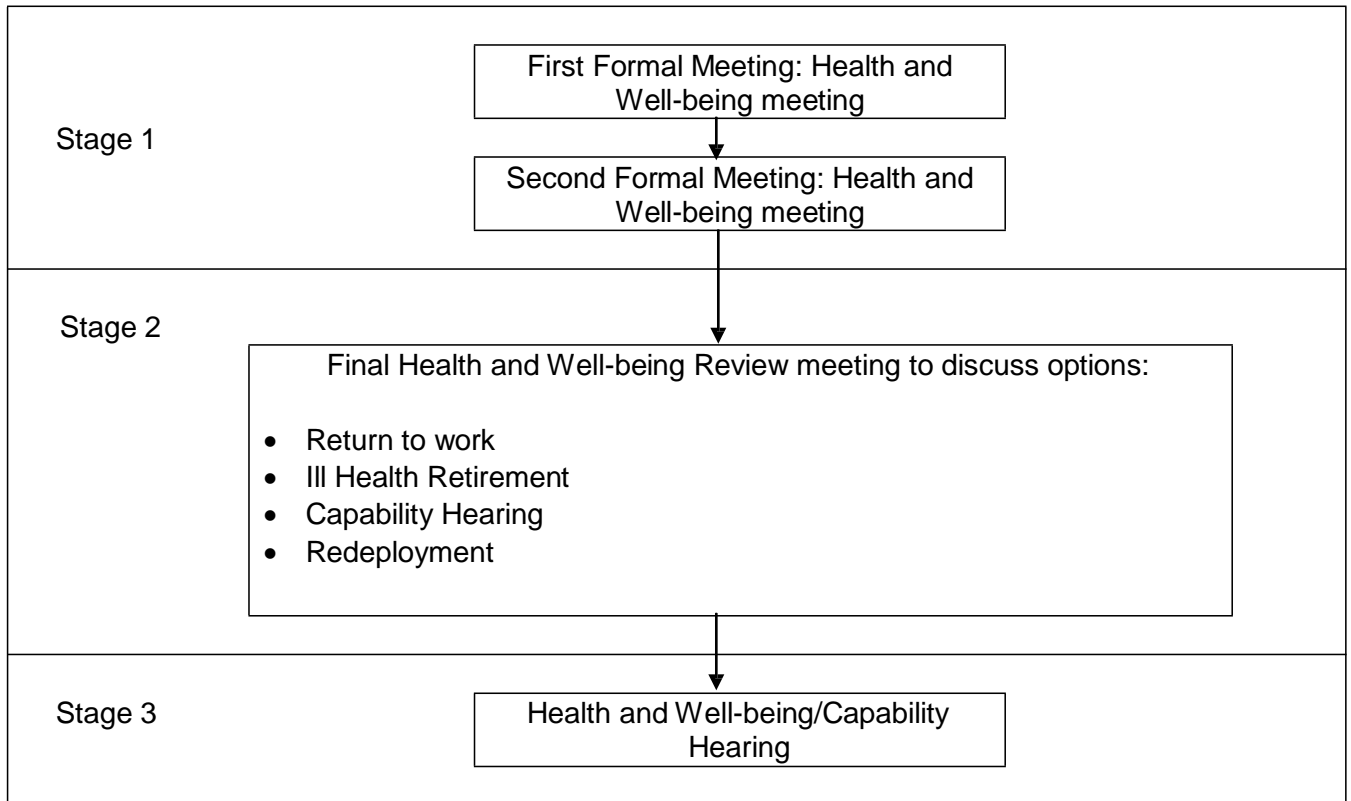 First Formal Meeting: Health and
Well-being meeting
Stage 1
Second Formal Meeting: Health and
Well-being meeting
Stage 2
Final Health and Well-being Review meeting to discuss options:
• Return to work
• Ill Health Retirement
• Capability Hearing
• Redeployment
Stage 3
Health and Well-being/Capability
Hearing